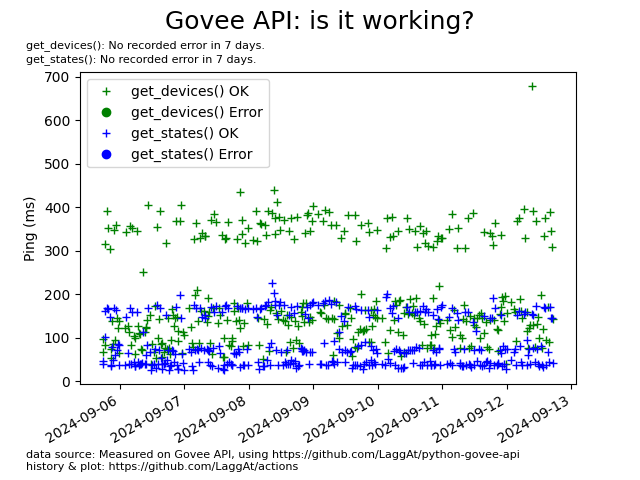 Govee API: is it working?
get_devices(): No recorded error in 7 days.
get_states(): No recorded error in 7 days.
700
600
500
400
300
200
100
0
Ping (ms)
get_devices() OK
get_devices() Error
get_states() OK
get_states() Error
2024-09-06
2024-09-07
2024-09-08
2024-09-09
2024-09-10
2024-09-11
2024-09-12
2024-09-13
data source: Measured on Govee API, using https://github.com/LaggAt/python-govee-api
history & plot: https://github.com/LaggAt/actions